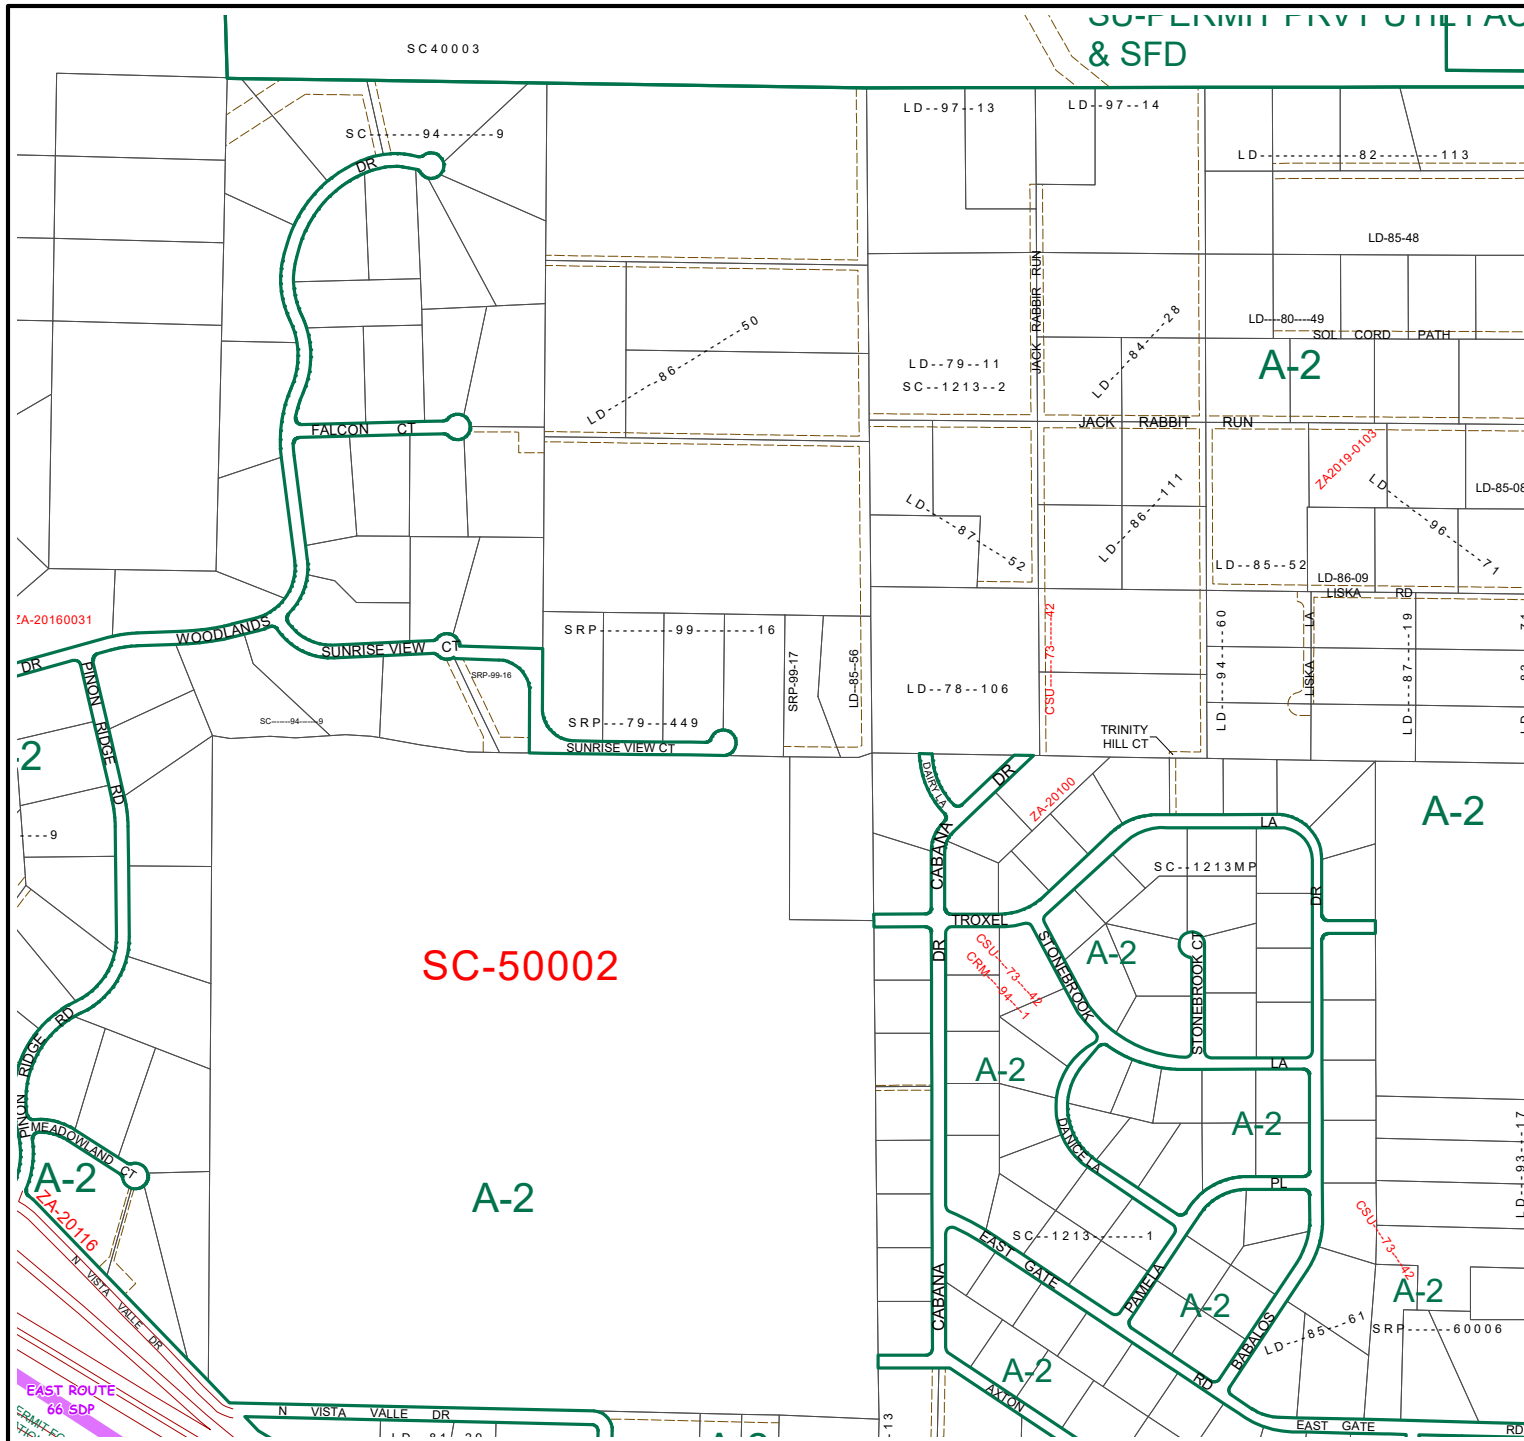 SU-PERMIT PRVT UTIL FAC
& SFD
SC40003
LD--97--13
LD--97--14
SC-------94--------9
DR
LD------------82--------113
LD-85-48
JACK RABBIR RUN
LD-----86---------50
LD--79--11
SC--1213--2
LD----84-----28
LD----80----49
SOL CORD PATH
A-2
FALCON CT
JACK RABBIT RUN
ZA2019-0103
LD-----96-----71
LD-85-08
LD-----87-----52
LD----86---111
LD--85--52
LD-86-09
LISKA RD
ZA-20160031
WOODLANDS
DR
SUNRISE VIEW CT
SRP---------99--------16
SRP-99-17
LD--85--56
LD--78--106
CSU------73-----42
LD----94-----60
LISKA LA
LD----87----19
SRP-99-16
SC-------94--------9
SRP---79---449
SUNRISE VIEW CT
TRINITY
HILL CT
PINON RIDGE RD
-2
----9
DAIRY LA
DR
ZA-20100
A-2
CABANA
LA
SC--1213MP
DR
TROXEL
SC-50002
DR
CSU----73----42
CRM----94----1
STONEBROOK
A-2
STONEBROOK CT
PINON RIDGE RD
A-2
LA
MEADOWLAND CT
DANICELA
A-2
LD---93---17
A-2
ZA-20116
A-2
PL
CSU----73----42
N VISTA VALLE DR
SC--1213--------1
EAST GATE
CABANA
PAMELA
A-2
A-2
BABALOS
LD---85----61
SRP------60006
A-2
RD
AXTON
EAST ROUTE
66 SDP
N VISTA VALLE DR
EAST GATE RD
-13
A-2